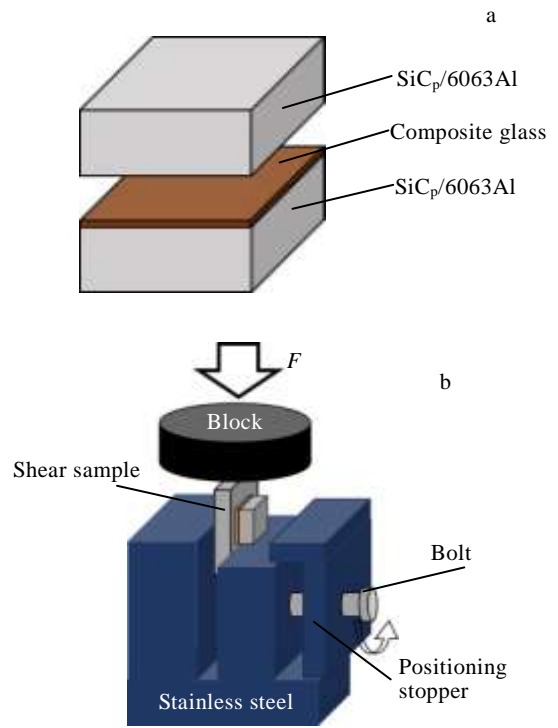 a
SiCp/6063Al
Composite glass
SiCp/6063Al
F
b
Block
Shear sample
Bolt
Positioning
stopper
Stainless steel